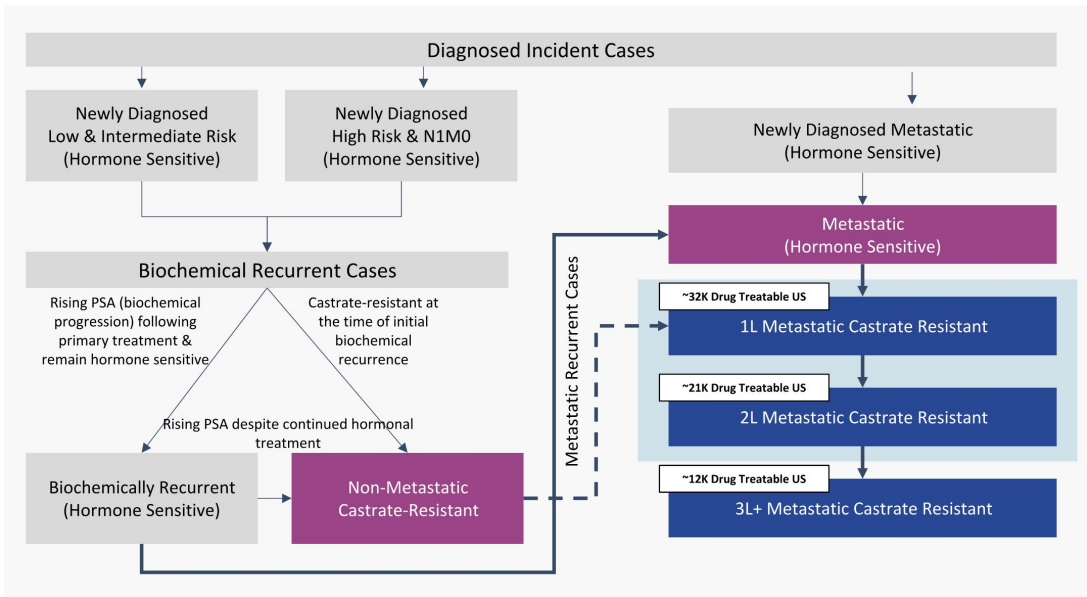 Diagnosed Incident Cases
Newly Diagnosed
Low & Intermediate Risk
(Hormone Sensitive)
Newly Diagnosed
High Risk & N1M0
(Hormone Sensitive)
Newly Diagnosed Metastatic
(Hormone Sensitive)
Metastatic
(Hormone Sensitive)
Biochemical Recurrent Cases
Rising PSA (biochemical
progression) following
primary treatment &
remain hormone sensitive
Castrate-resistant at
the time of initial
biochemical
recurrence
Rising PSA despite continued hormonal
treatment
Biochemically Recurrent
(Hormone Sensitive)
Non-Metastatic
Castrate-Resistant
Metastatic Recurrent Cases
~32K Drug Treatable US
1L Metastatic Castrate Resistant
~21K Drug Treatable US
2L Metastatic Castrate Resistant
~12K Drug Treatable US
3L+ Metastatic Castrate Resistant